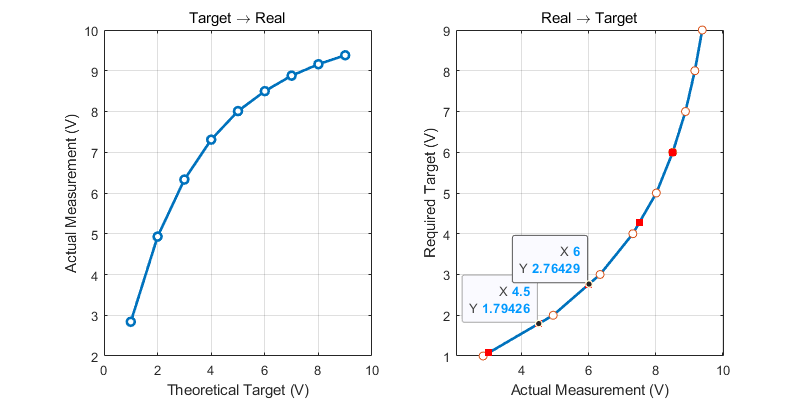 Target → Real
10
9
8
7
6
5
4
3
2
0
2
4
6
8
10
Actual Measurement (V)
Theoretical Target (V)
Real → Target
9
8
7
6
5
4
3
2
1
4
6
8
10
Required Target (V)
Actual Measurement (V)
X 6
Y 2.76429
X 4.5
Y 1.79426